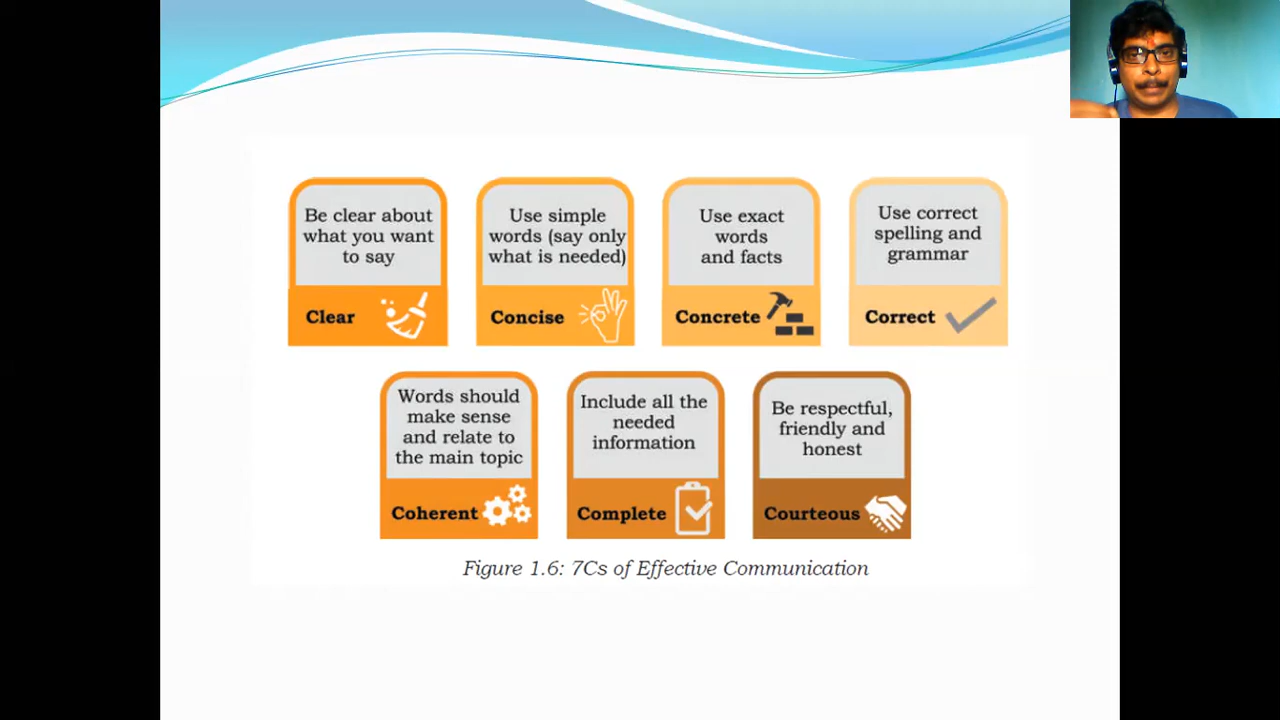 Be clear about
what you want
to say
Clear
Use simple
words (say only
what is needed)
Concise
Use exact
words
and facts
Concrete
Use correct
spelling and
grammar
Correct
Words should
make sense
and relate to
the main topic
Coherent
Include all the
needed
information
Complete
Be respectful,
friendly and
honest
Courteous
Figure 1.6: 7Cs of Effective Communication